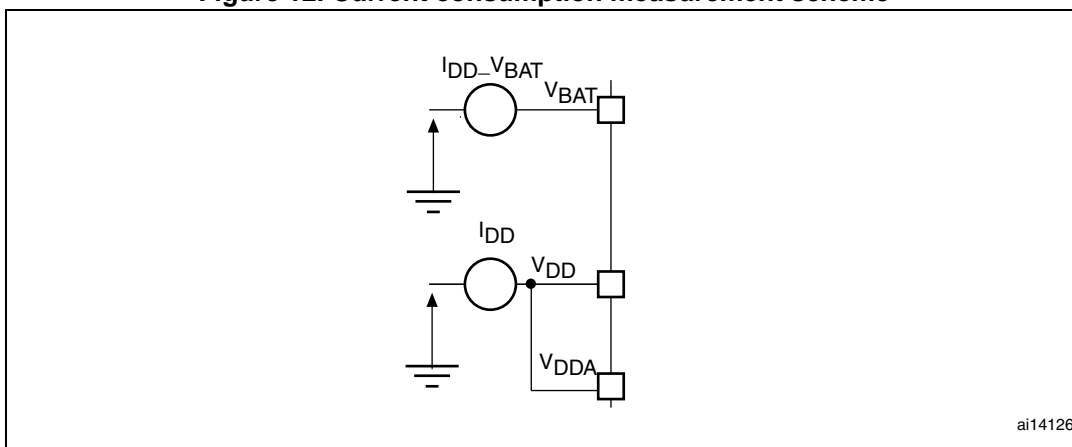 Figure 12. Current consumption measurement scheme
IDD_VBAT
VBAT
IDD
VDD
VDDA
ai14126